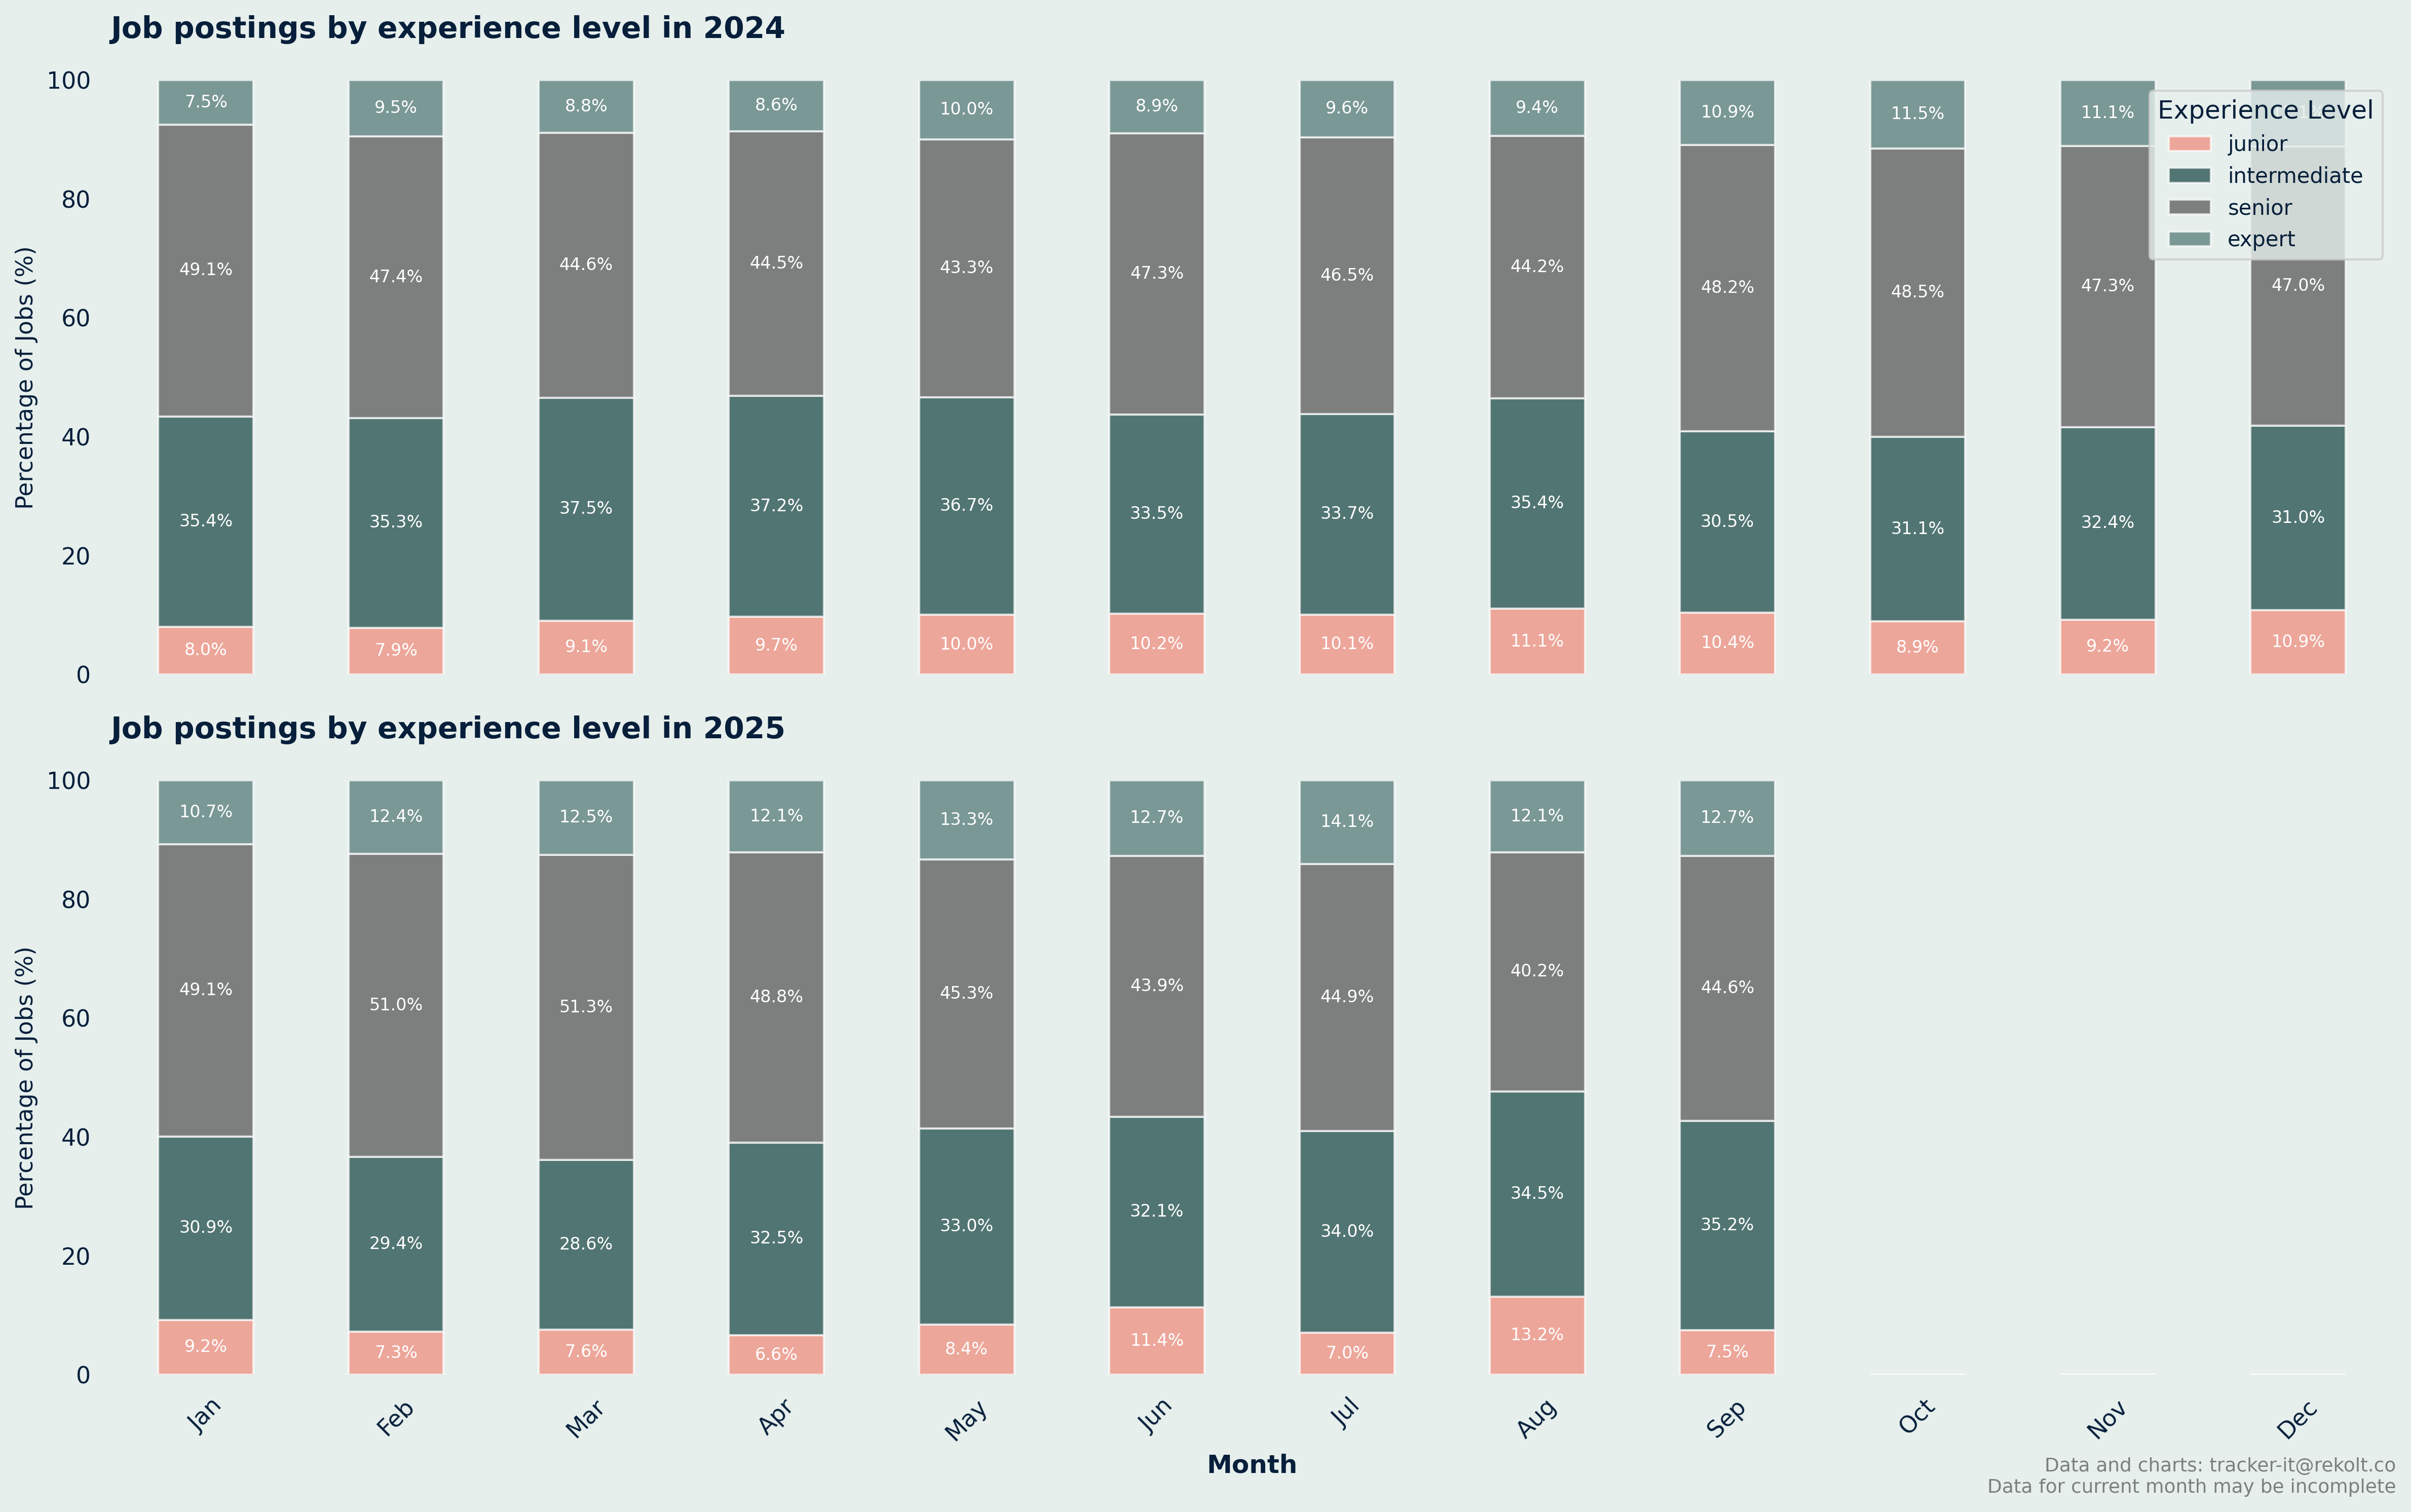 Job postings by experience level in 2024
Percentage of Jobs (%)
100
80
60
40
20
0
7.5% 9.5% 8.8% 8.6% 10.0% 8.9% 9.6% 9.4% 10.9% 11.5% 11.1%
49.1% 47.4% 44.6% 44.5% 43.3% 47.3% 46.5% 44.2% 48.2% 48.5% 47.3% 47.0%
35.4% 35.3% 37.5% 37.2% 36.7% 33.5% 33.7% 35.4% 30.5% 31.1% 32.4% 31.0%
8.0% 7.9% 9.1% 9.7% 10.0% 10.2% 10.1% 11.1% 10.4% 8.9% 9.2% 10.9%
Experience Level
junior
intermediate
senior
expert
Job postings by experience level in 2025
Percentage of Jobs (%)
100
80
60
40
20
0
10.7% 12.4% 12.5% 12.1% 13.3% 12.7% 14.1% 12.1% 12.7%
49.1% 51.0% 51.3% 48.8% 45.3% 43.9% 44.9% 40.2% 44.6%
30.9% 29.4% 28.6% 32.5% 33.0% 32.1% 34.0% 34.5% 35.2%
9.2% 7.3% 7.6% 6.6% 8.4% 11.4% 7.0% 13.2% 7.5%
Jan Feb Mar Apr May Jun Jul Aug Sep Oct Nov Dec
Month
Data and charts: tracker-it@rekolt.co
Data for current month may be incomplete